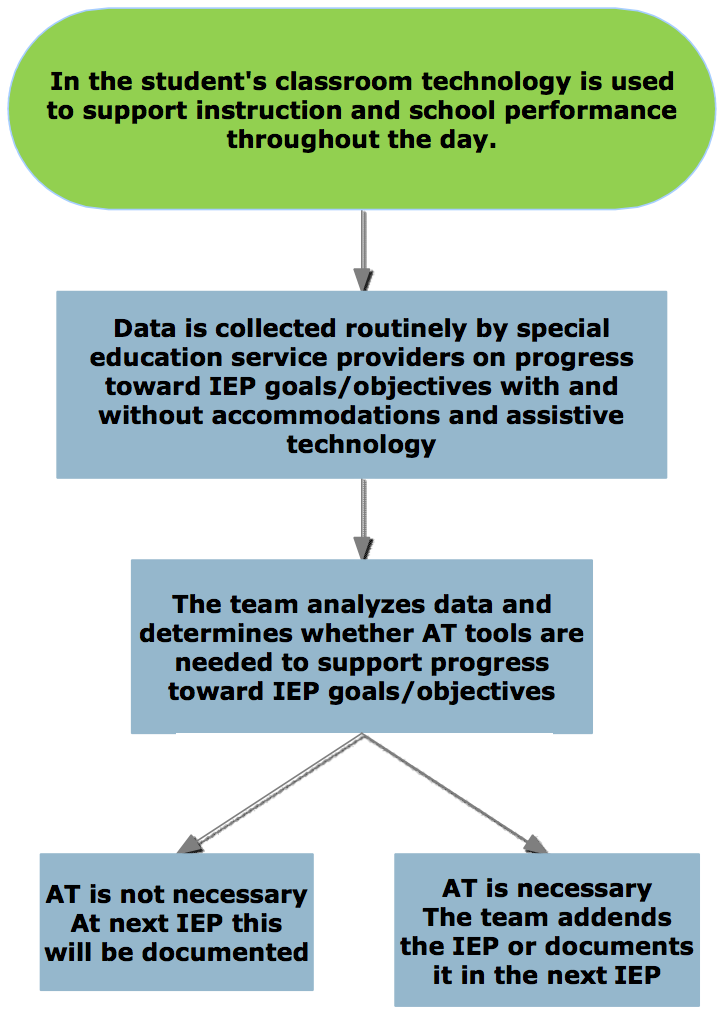 In the student's classroom technology is used
to support instruction and school performance
throughout the day.
Data is collected routinely by special
education service providers on progress
toward IEP goals/objectives with and
without accommodations and assistive
technology
The team analyzes data and
determines whether AT tools are
needed to support progress
toward IEP goals/objectives
AT is not necessary
At next IEP this
will be documented
AT is necessary
The team addends
the IEP or documents
it in the next IEP